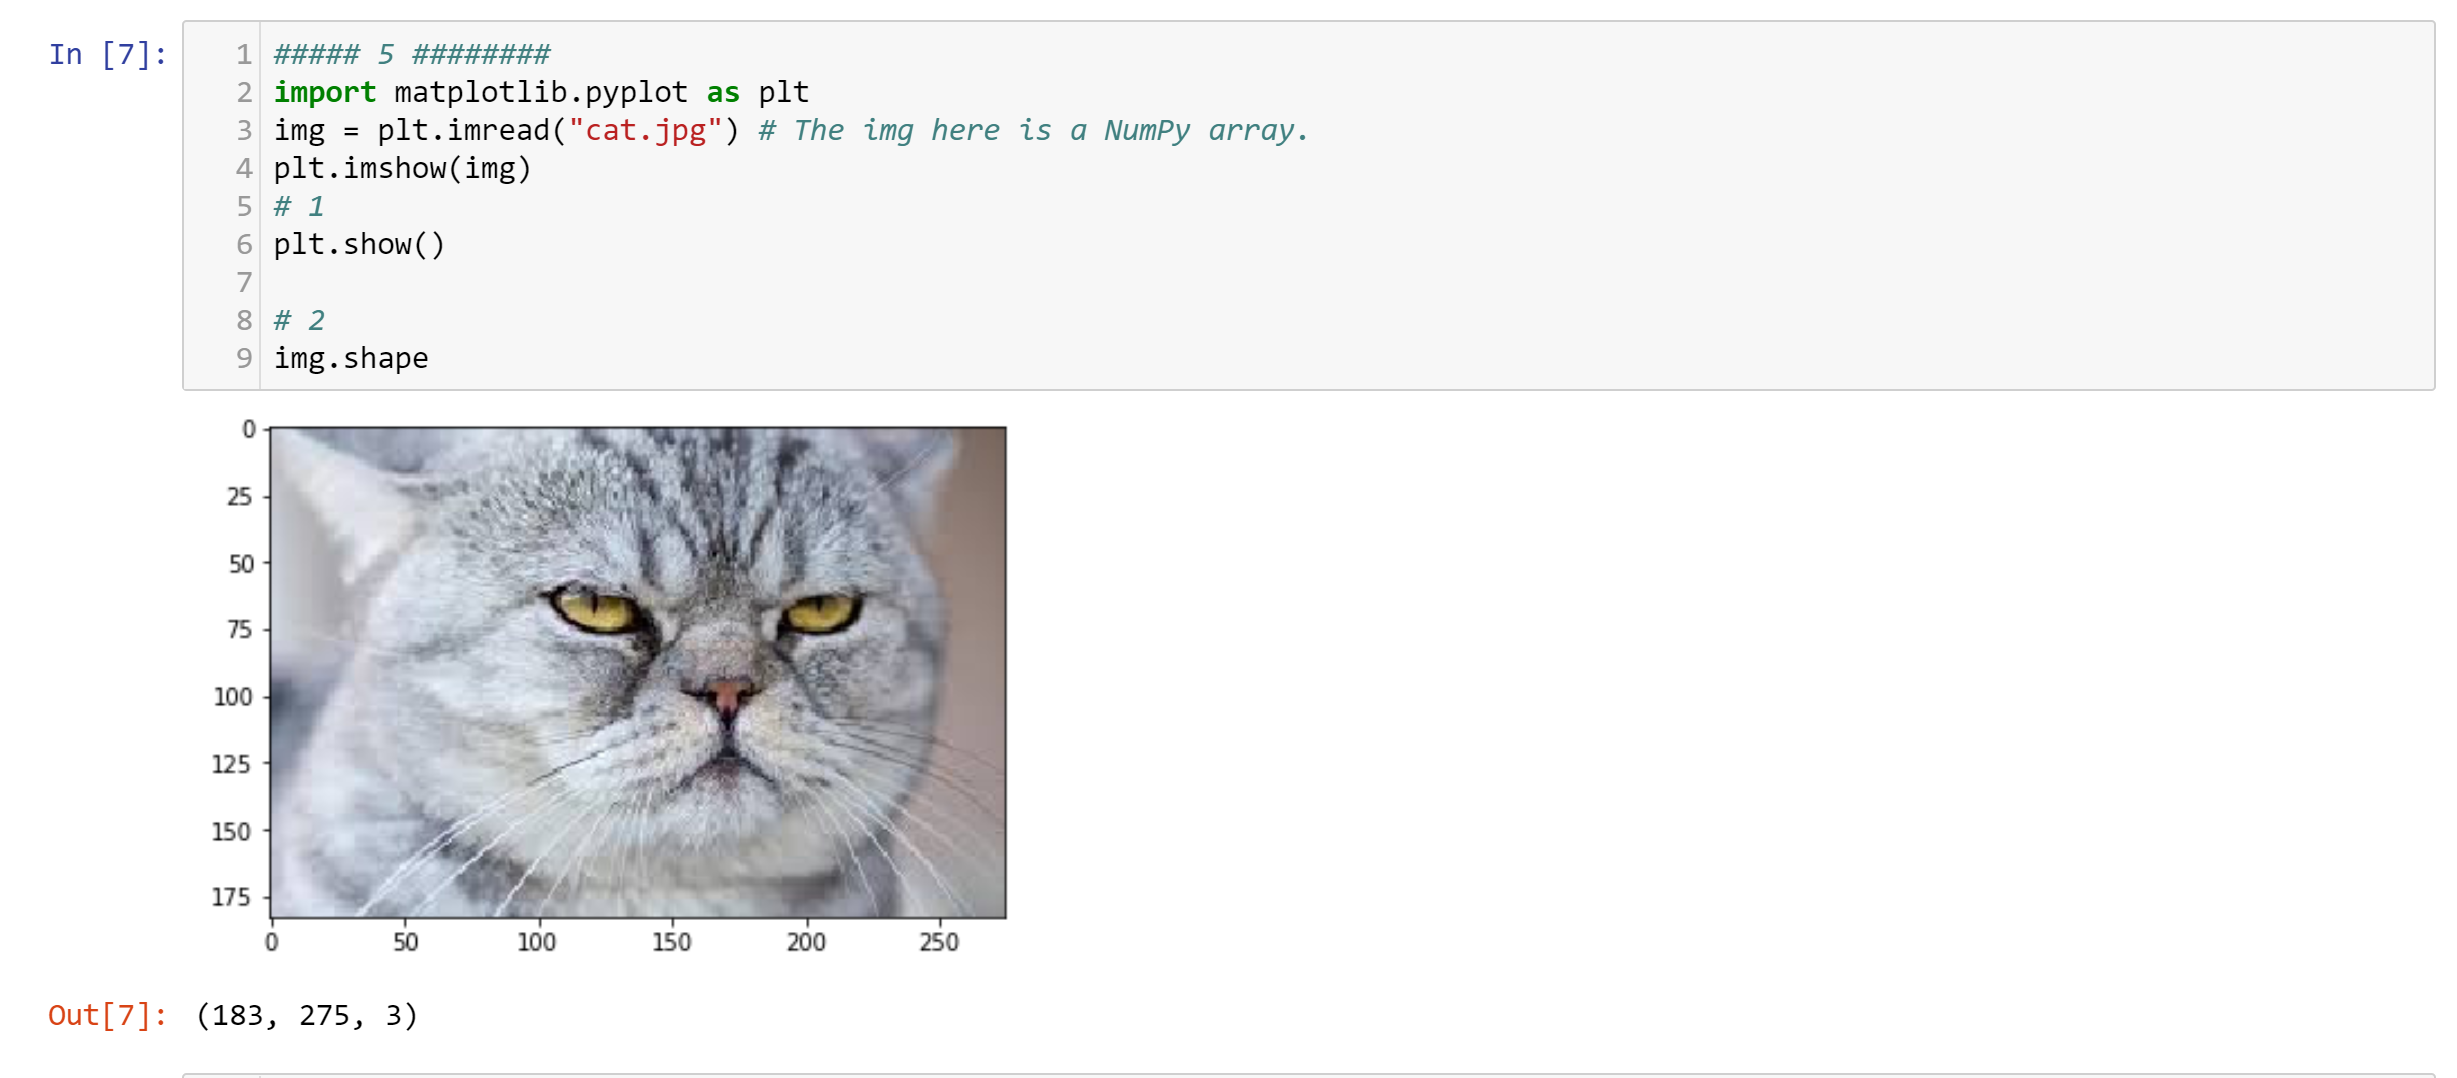 In [7]:
1 ##### 5 ########
2 import matplotlib.pyplot as plt
3 img = plt.imread("cat.jpg") # The img here is a NumPy array.
4 plt.imshow(img)
5 # 1
6 plt.show()
7
8 # 2
9 img.shape
0
25
50
75
100
125
150
175
0 50 100 150 200 250
Out[7]: (183, 275, 3)